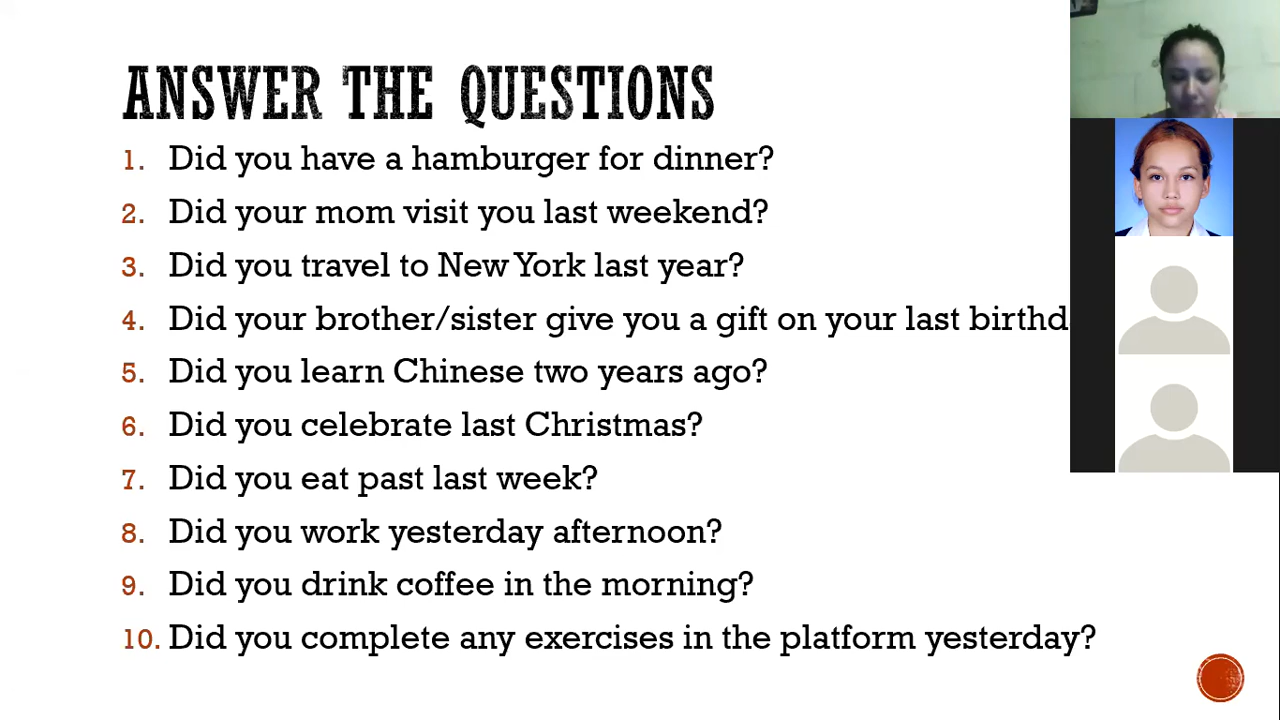 ANSWER THE QUESTIONS
1. Did you have a hamburger for dinner?
2. Did your mom visit you last weekend?
3. Did you travel to New York last year?
4. Did your brother/sister give you a gift on your last
5. Did you learn Chinese two years ago?
6. Did you celebrate last Christmas?
7. Did you eat past last week?
8. Did you work yesterday afternoon?
9. Did you drink coffee in the morning?
10. Did you complete any exercises in the platform yesterday?